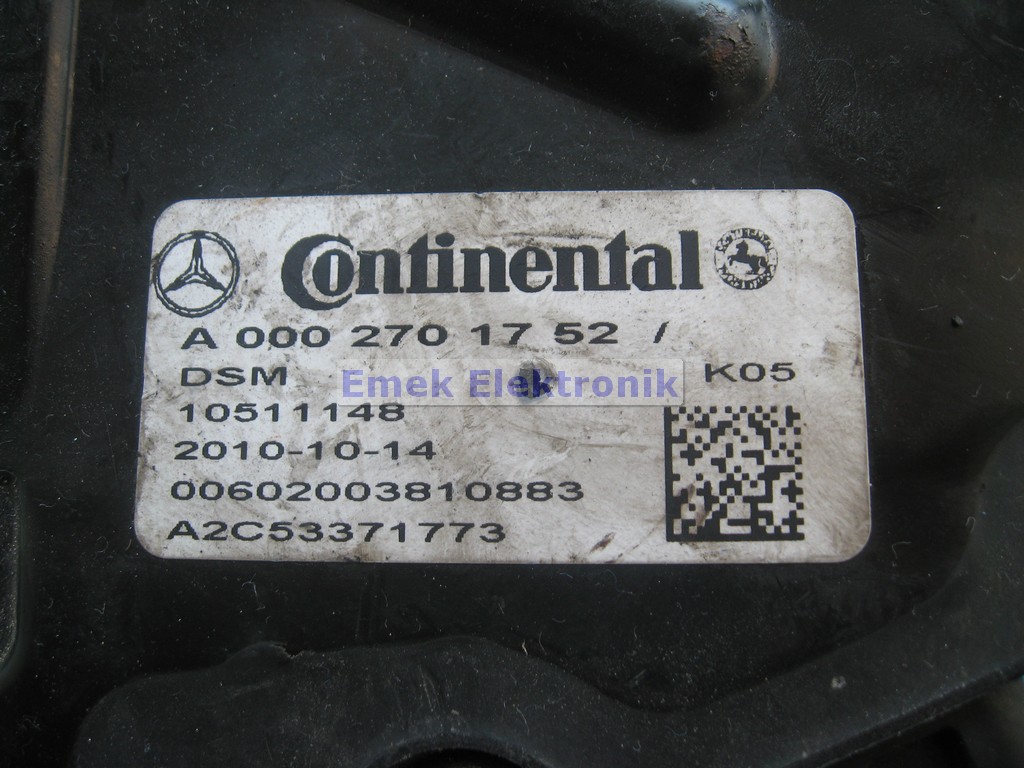 Continental
A 000 270 17 52 /
DSM K05
Emek Elektronik
10511148
2010-10-14
00602003810883
A2C53371773